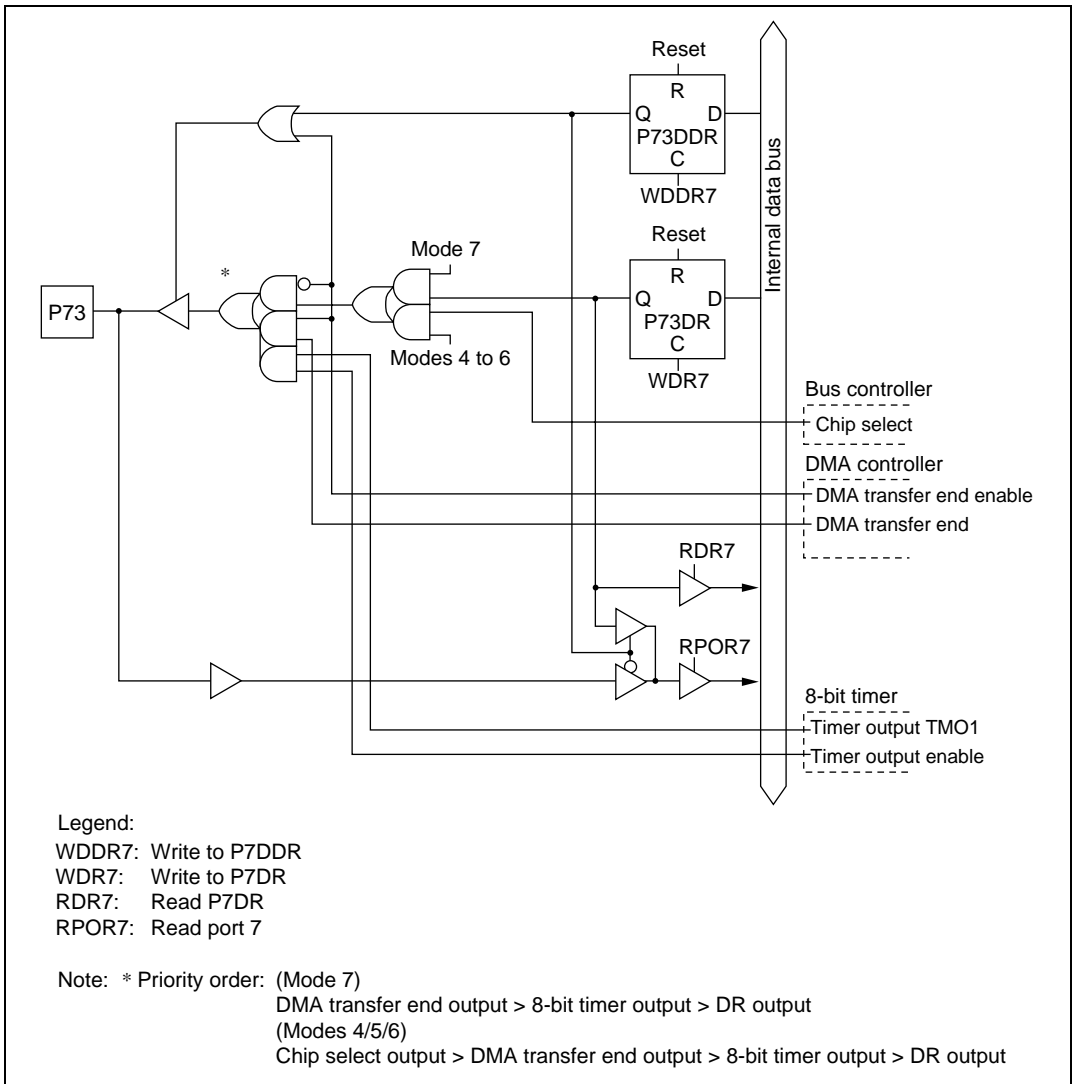 Reset
R
Q D
P73DDR
C
WDDR7
Internal data bus
Reset
Mode 7
R
*
Q D
P73
P73DR
C
Modes 4 to 6
WDR7
Bus controller
Chip select
DMA controller
DMA transfer end enable
DMA transfer end
RDR7
RPOR7
8-bit timer
Timer output TMO1
Timer output enable
Legend:
WDDR7: Write to P7DDR
WDR7: Write to P7DR
RDR7: Read P7DR
RPOR7: Read port 7
Note: * Priority order: (Mode 7)
DMA transfer end output > 8-bit timer output > DR output
(Modes 4/5/6)
Chip select output > DMA transfer end output > 8-bit timer output > DR output